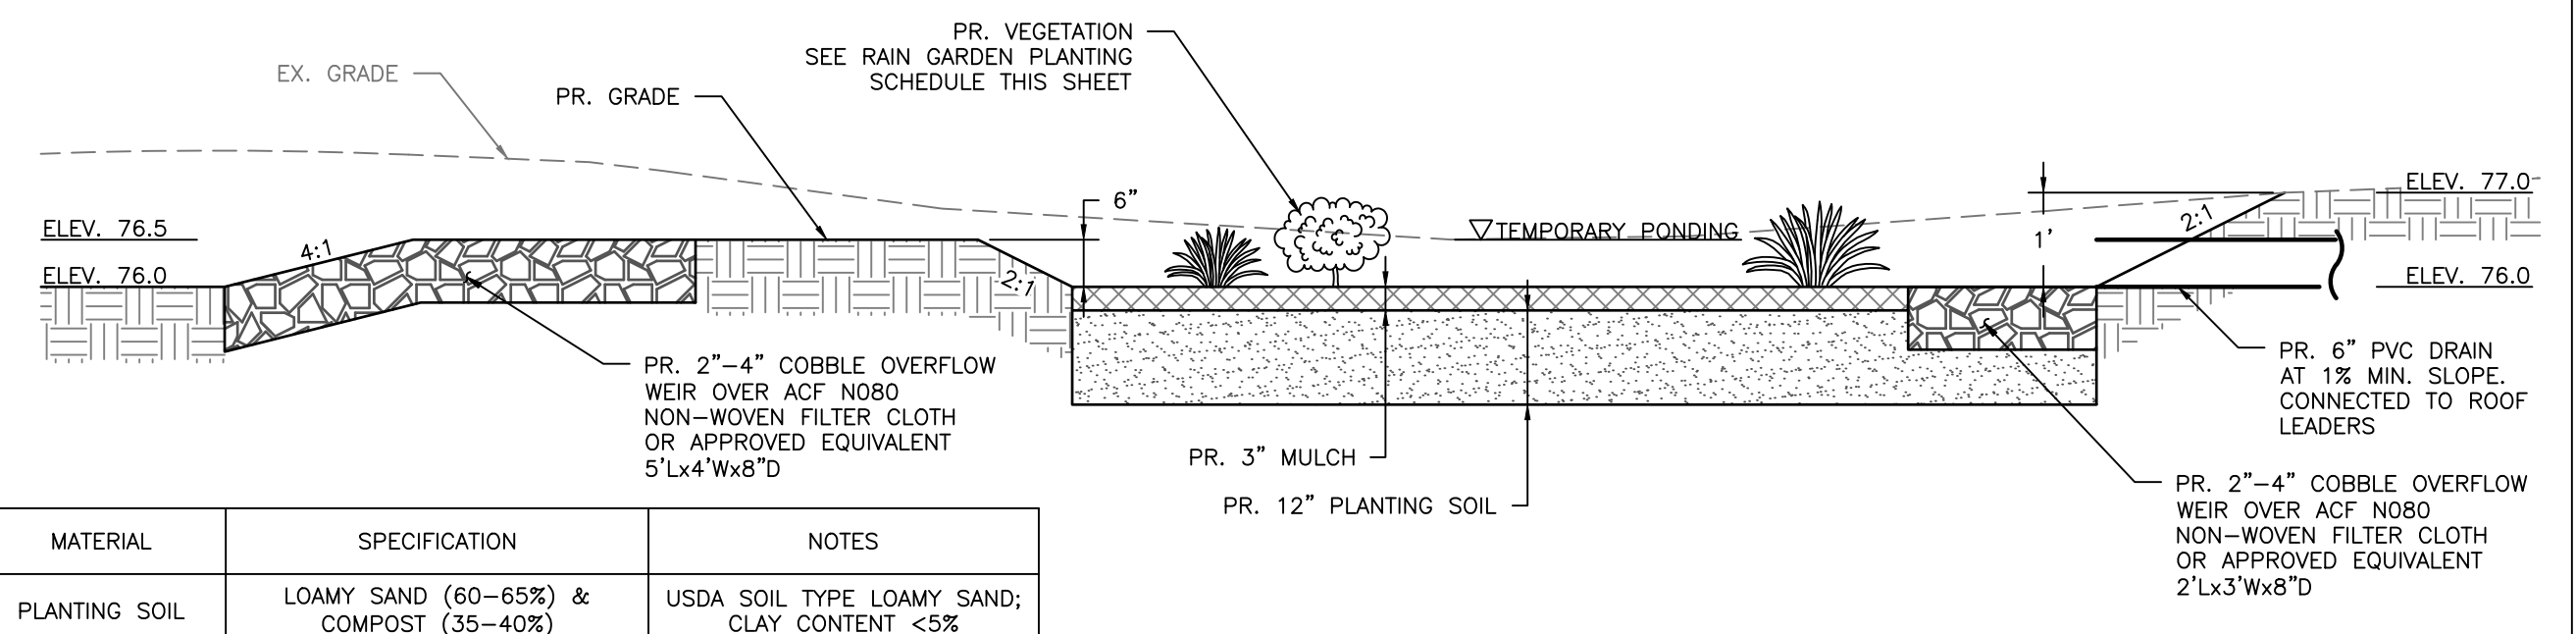 PR. VEGETATION
SEE RAIN GARDEN PLANTING
SCHEDULE THIS SHEET
EX. GRADE
PR. GRADE
6"
ELEV. 77.0
ELEV. 76.5
4:1
TEMPORARY PONDING
2:1
1'
ELEV. 76.0
2:1
ELEV. 76.0
PR. 2"-4" COBBLE OVERFLOW
WEIR OVER ACF N080
NON-WOVEN FILTER CLOTH
OR APPROVED EQUIVALENT
5'Lx4'Wx8"D
PR. 3" MULCH
PR. 12" PLANTING SOIL
PR. 6" PVC DRAIN
AT 1% MIN. SLOPE.
CONNECTED TO ROOF
LEADERS
PR. 2"-4" COBBLE OVERFLOW
WEIR OVER ACF N080
NON-WOVEN FILTER CLOTH
OR APPROVED EQUIVALENT
2'Lx3'Wx8"D
MATERIAL
SPECIFICATION
NOTES
PLANTING SOIL
LOAMY SAND (60-65%) &
COMPOST (35-40%)
USDA SOIL TYPE LOAMY SAND;
CLAY CONTENT <5%